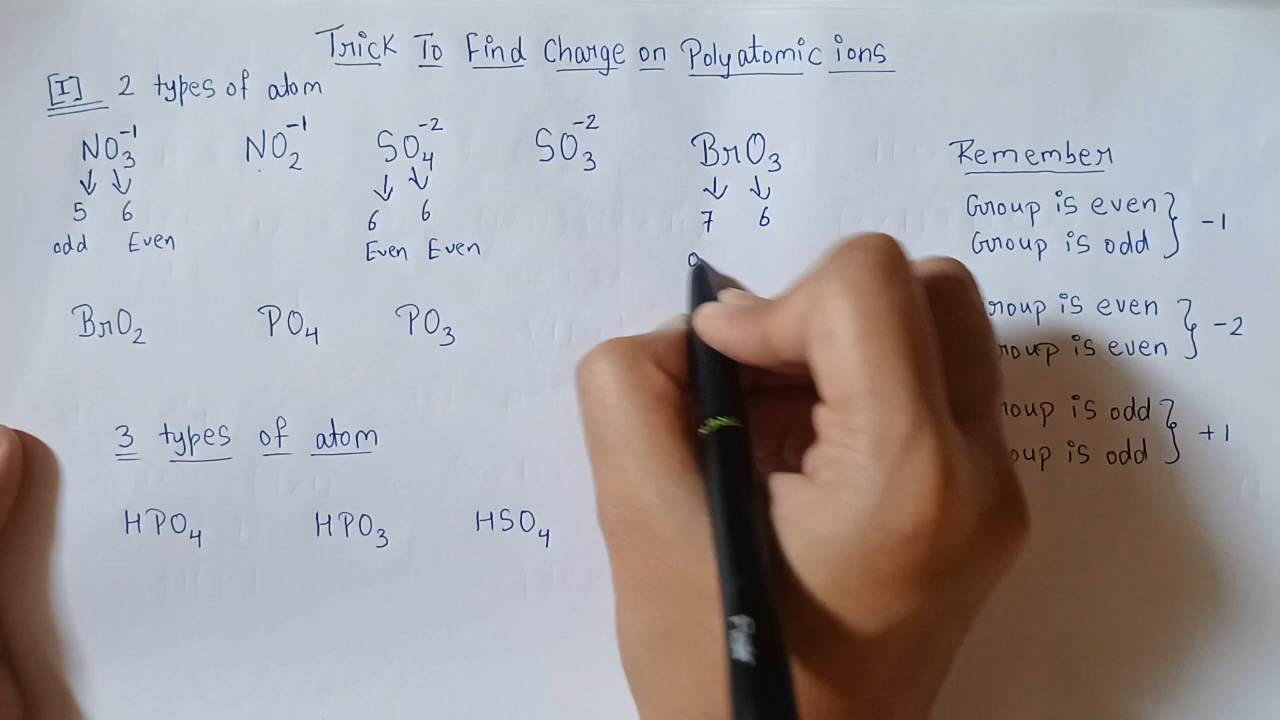 Trick To Find Charge on Polyatomic ions
[I] 2 types of atom
NO₃⁻¹ NO₂⁻¹ SO₄⁻² SO₃⁻² BrO₃
↓ ↓ ↓ ↓ ↓ ↓
5 6 6 6 7 6
odd Even Even Even o
BrO₂ PO₄ PO₃
3 types of atom
HPO₄ HPO₃ HSO₄
Remember
Group is even
Group is odd } -1
roup is even
roup is even } -2
roup is odd
oup is odd } +1